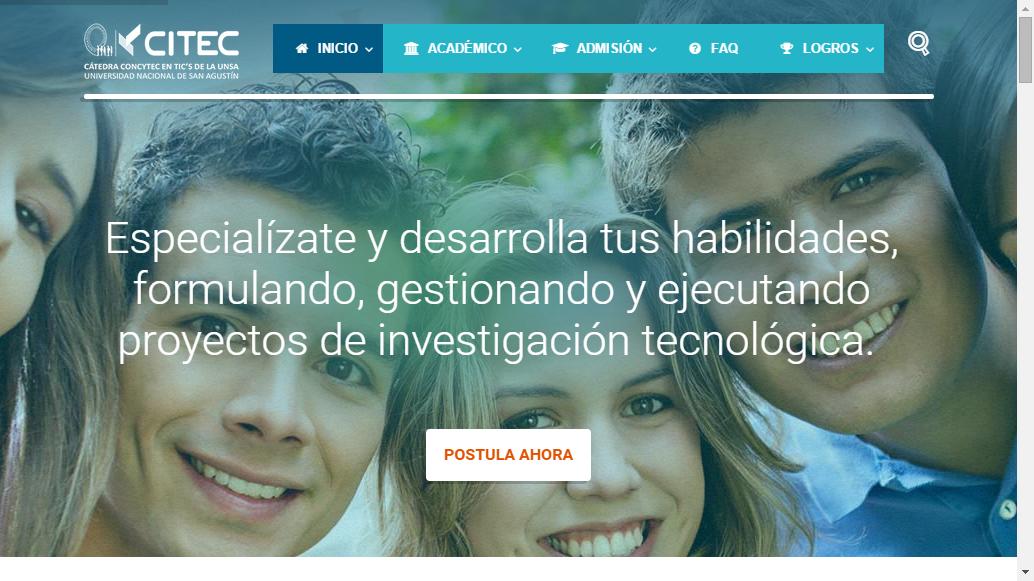 CITEC
CÁTEDRA CONCYTEC EN TIC'S DE LA UNSA
UNIVERSIDAD NACIONAL DE SAN AGUSTÍN
INICIO ACADÉMICO ADMISIÓN FAQ LOGROS
Especialízate y desarrolla tus habilidades,
formulando, gestionando y ejecutando
proyectos de investigación tecnológica.
POSTULA AHORA